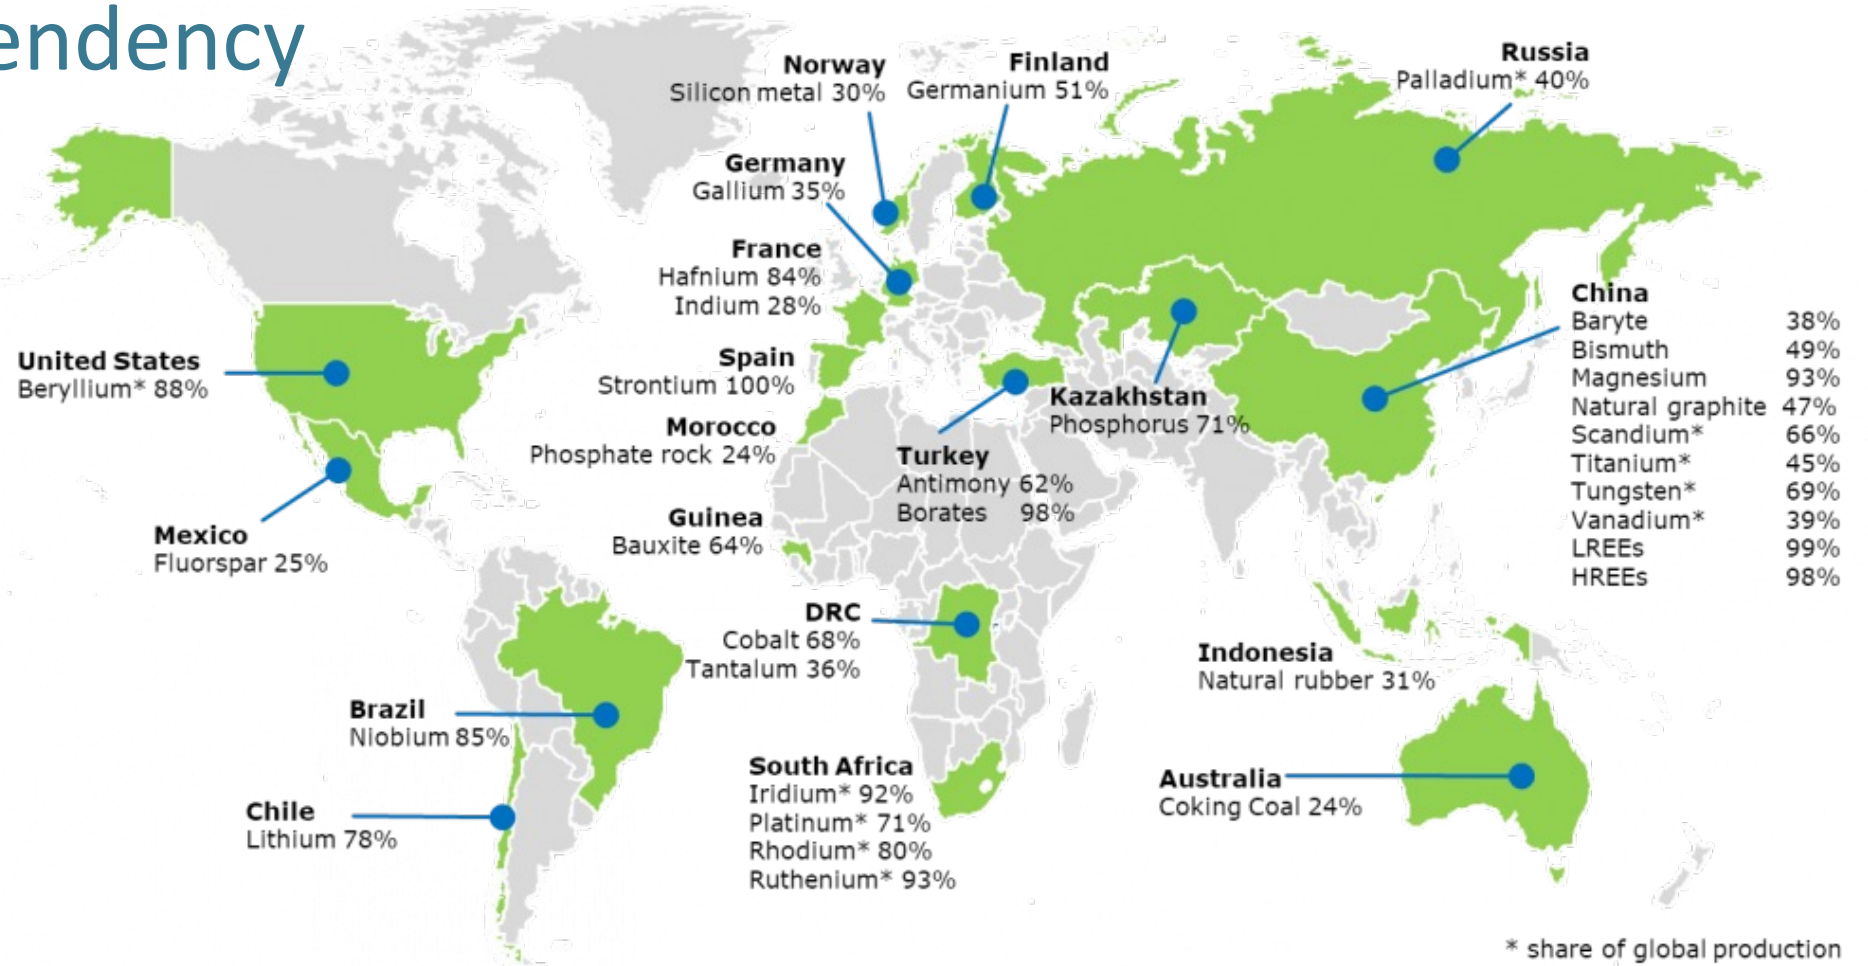 endency
Norway
Silicon metal 30%
Finland
Germanium 51%
Russia
Palladium* 40%
Germany
Gallium 35%
France
Hafnium 84%
Indium 28%
China
Baryte 38%
Bismuth 49%
Magnesium 93%
Natural graphite 47%
Scandium* 66%
Titanium* 45%
Tungsten* 69%
Vanadium* 39%
LREEs 99%
HREEs 98%
United States
Beryllium* 88%
Spain
Strontium 100%
Kazakhstan
Phosphorus 71%
Morocco
Phosphate rock 24%
Turkey
Antimony 62%
Borates 98%
Mexico
Fluorspar 25%
Guinea
Bauxite 64%
DRC
Cobalt 68%
Tantalum 36%
Indonesia
Natural rubber 31%
Brazil
Niobium 85%
South Africa
Iridium* 92%
Platinum* 71%
Rhodium* 80%
Ruthenium* 93%
Australia
Coking Coal 24%
Chile
Lithium 78%
* share of global production